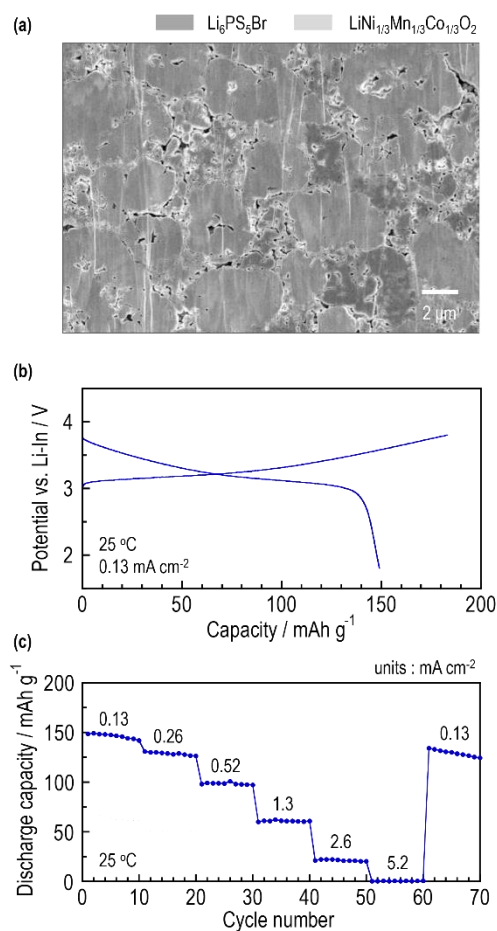 (a) Li₆PS₅Br LiNi₁/₃Mn₁/₃Co₁/₃O₂
2 μm
(b)
Potential vs. Li-In / V
4
3
2
25 °C
0.13 mA cm⁻²
0 50 100 150 200
Capacity / mAh g⁻¹
(c)
units : mA cm⁻²
Discharge capacity / mAh g⁻¹
200
150
100
50
0
0.13
0.26
0.52
1.3
2.6
5.2
0.13
25 °C
0 10 20 30 40 50 60 70
Cycle number